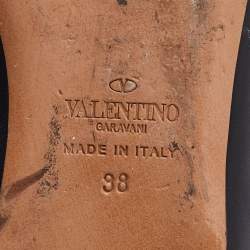 VALENTINO
GARAVANI
MADE IN ITALY
38